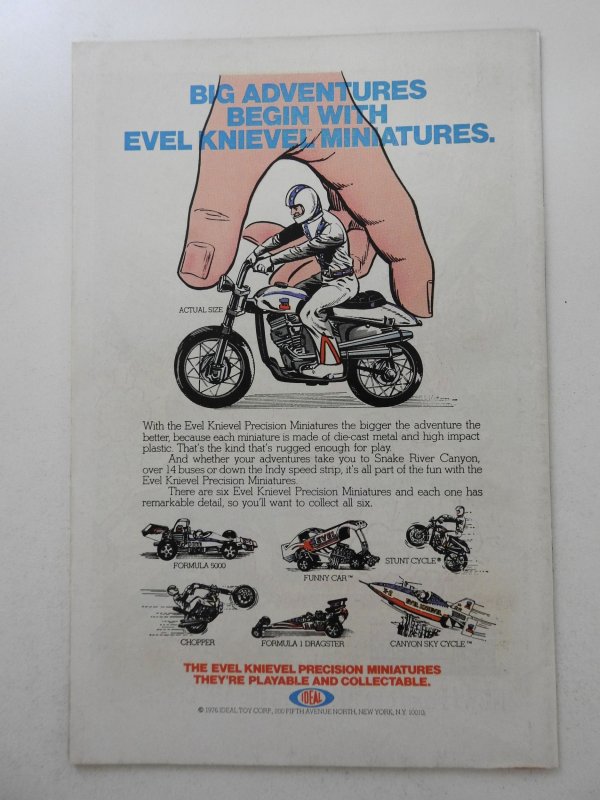 BIG ADVENTURES
BEGIN WITH
EVEL KNIEVEL MINIATURES.
ACTUAL SIZE
With the Evel Knievel Precision Miniatures the bigger the adventure the
better, because each miniature is made of die-cast metal and high impact
plastic. That's the kind that's rugged enough for play.
And whether your adventures take you to Snake River Canyon,
over 14 buses or down the Indy speed strip, it's all part of the fun with the
Evel Knievel Precision Miniatures.
There are six Evel Knievel Precision Miniatures and each one has
remarkable detail, so you'll want to collect all six.
FORMULA 5000
FUNNY CAR™
STUNT CYCLE®
CHOPPER
FORMULA 1 DRAGSTER
CANYON SKY CYCLE™
THE EVEL KNIEVEL PRECISION MINIATURES
THEY'RE PLAYABLE AND COLLECTABLE.
IDEAL
© 1976 IDEAL TOY CORP., 200 FIFTH AVENUE NORTH, NEW YORK, N.Y. 10010.